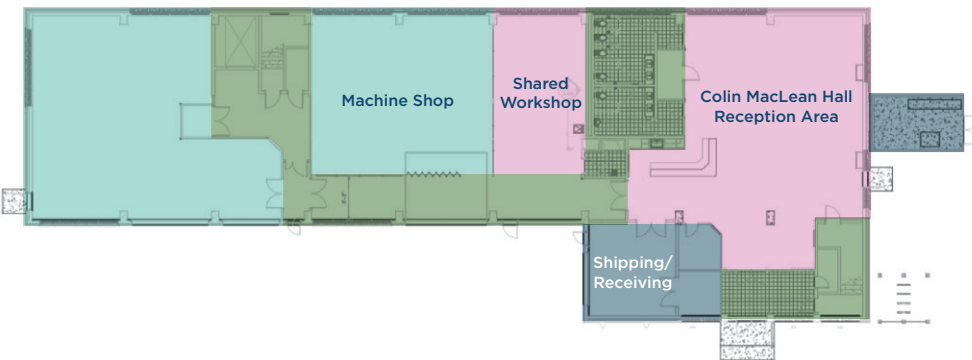 Machine Shop
Shared
Workshop
Colin MacLean Hall
Reception Area
Shipping/
Receiving